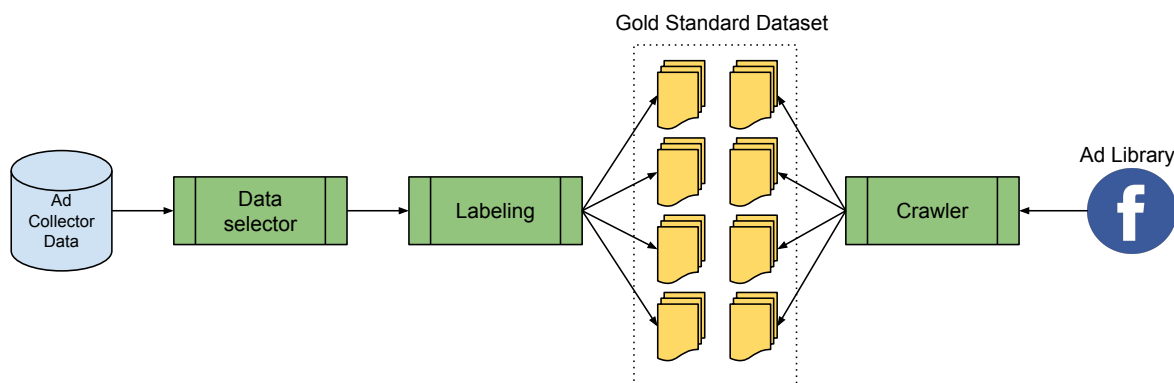 Gold Standard Dataset
Ad
Collector
Data
Data
selector
Labeling
Crawler
Ad Library
f